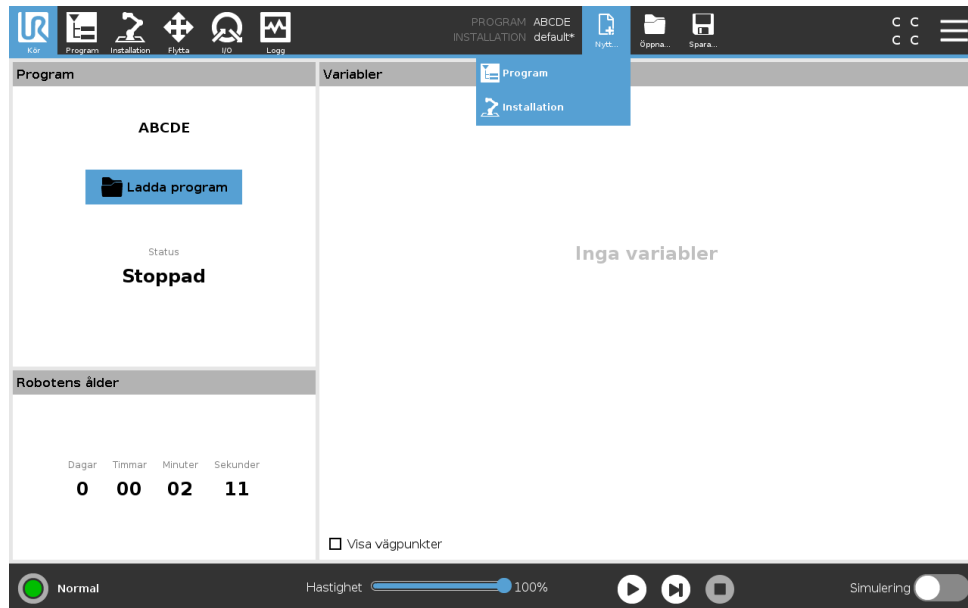 UR
Kör
Program
Installation
Flytta
I/O
Logg
PROGRAM ABCDE
INSTALLATION default*
Nytt...
Öppna...
Spara...
C C
C C
Program
Installation
Program
ABCDE
Ladda program
Status
Stoppad
Variabler
Inga variabler
Robotens ålder
Dagar Timmar Minuter Sekunder
0 00 02 11
Visa vägpunkter
Normal
Hastighet 100%
Simulering